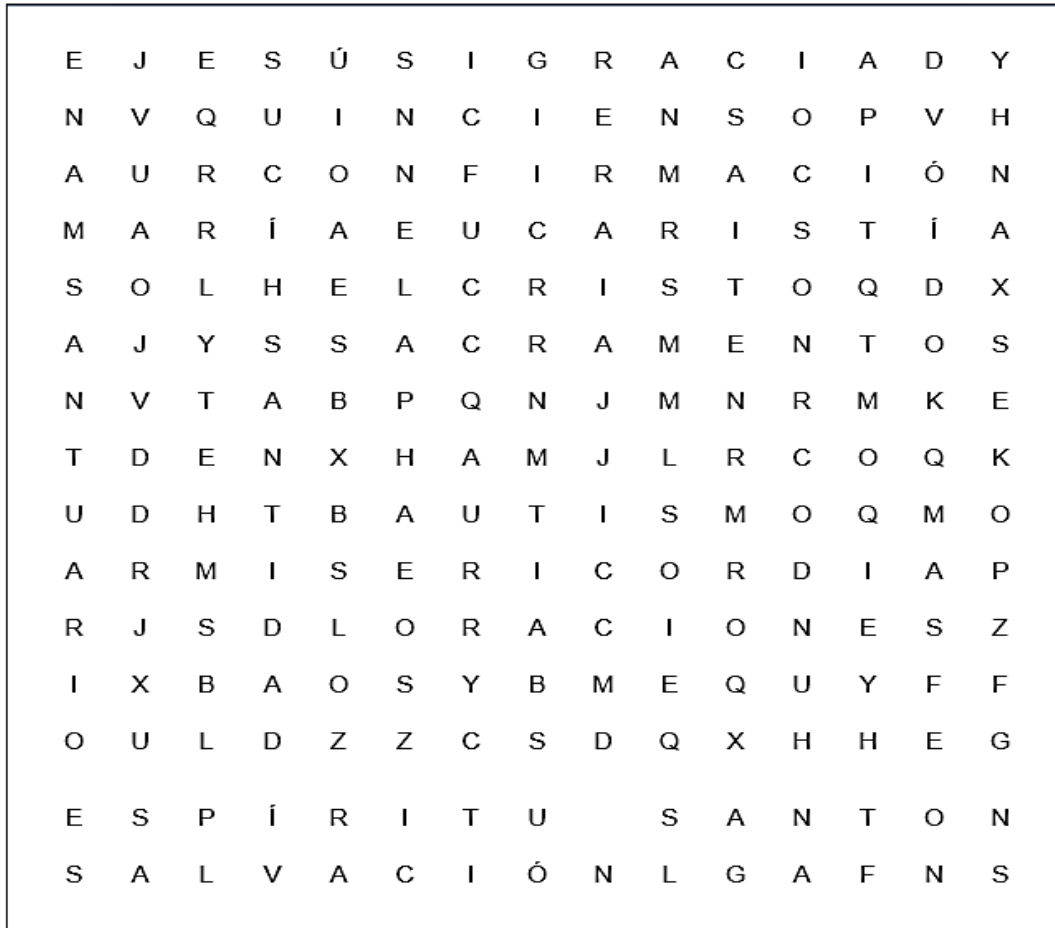 E J E S Ú S I G R A C I A D Y
N V Q U I N C I E N S O P V H
A U R C O N F I R M A C I Ó N
M A R Í A E U C A R I S T Í A
S O L H E L C R I S T O Q D X
A J Y S S A C R A M E N T O S
N V T A B P Q N J M N R M K E
T D E N X H A M J L R C O Q K
U D H T B A U T I S M O Q M O
A R M I S E R I C O R D I A P
R J S D L O R A C I O N E S Z
I X B A O S Y B M E Q U Y F F
O U L D Z Z C S D Q X H H E G
E S P Í R I T U S A N T O N
S A L V A C I Ó N L G A F N S